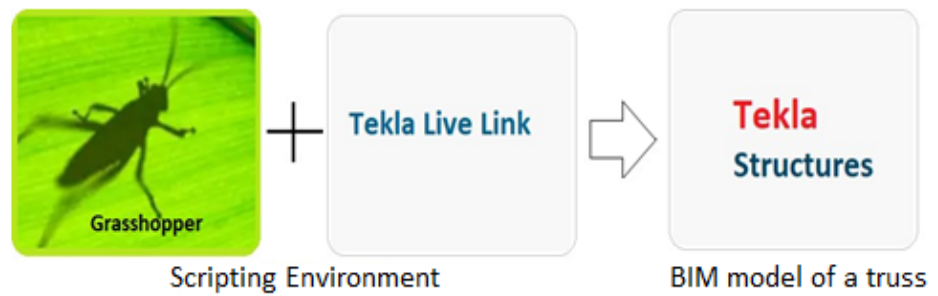 Grasshopper
Tekla Live Link
Tekla
Structures
Scripting Environment
BIM model of a truss